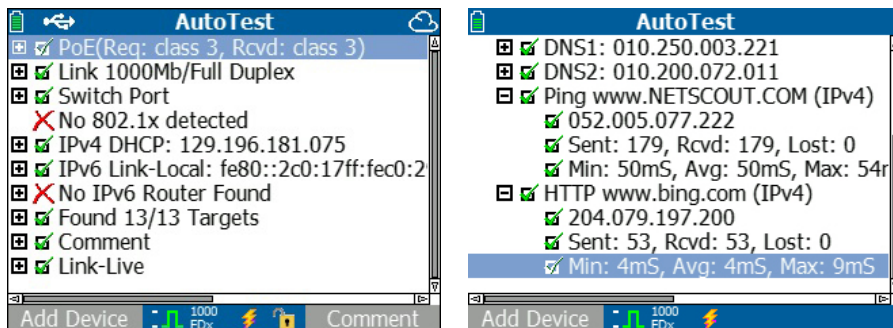 AutoTest
PoE(Req: class 3, Rcvd: class 3)
Link 1000Mb/Full Duplex
Switch Port
No 802.1x detected
IPv4 DHCP: 129.196.181.075
IPv6 Link-Local: fe80::2c0:17ff:fec0:2
No IPv6 Router Found
Found 13/13 Targets
Comment
Link-Live
Add Device 1000 FDx Comment
AutoTest
DNS1: 010.250.003.221
DNS2: 010.200.072.011
Ping www.NETSCOUT.COM (IPv4)
052.005.077.222
Sent: 179, Rcvd: 179, Lost: 0
Min: 50mS, Avg: 50mS, Max: 54
HTTP www.bing.com (IPv4)
204.079.197.200
Sent: 53, Rcvd: 53, Lost: 0
Min: 4mS, Avg: 4mS, Max: 9mS
Add Device 1000 FDx